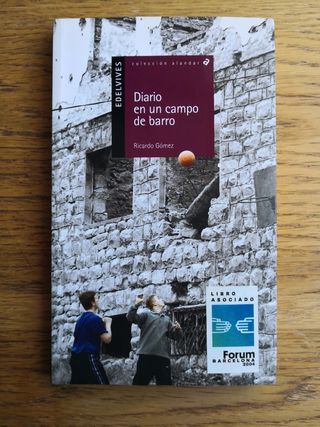 EDELVIVES
colección alandar
Diario
en un campo
de barro
Ricardo Gómez
LIBRO
ASOCIADO
Forum
BARCELONA
2004